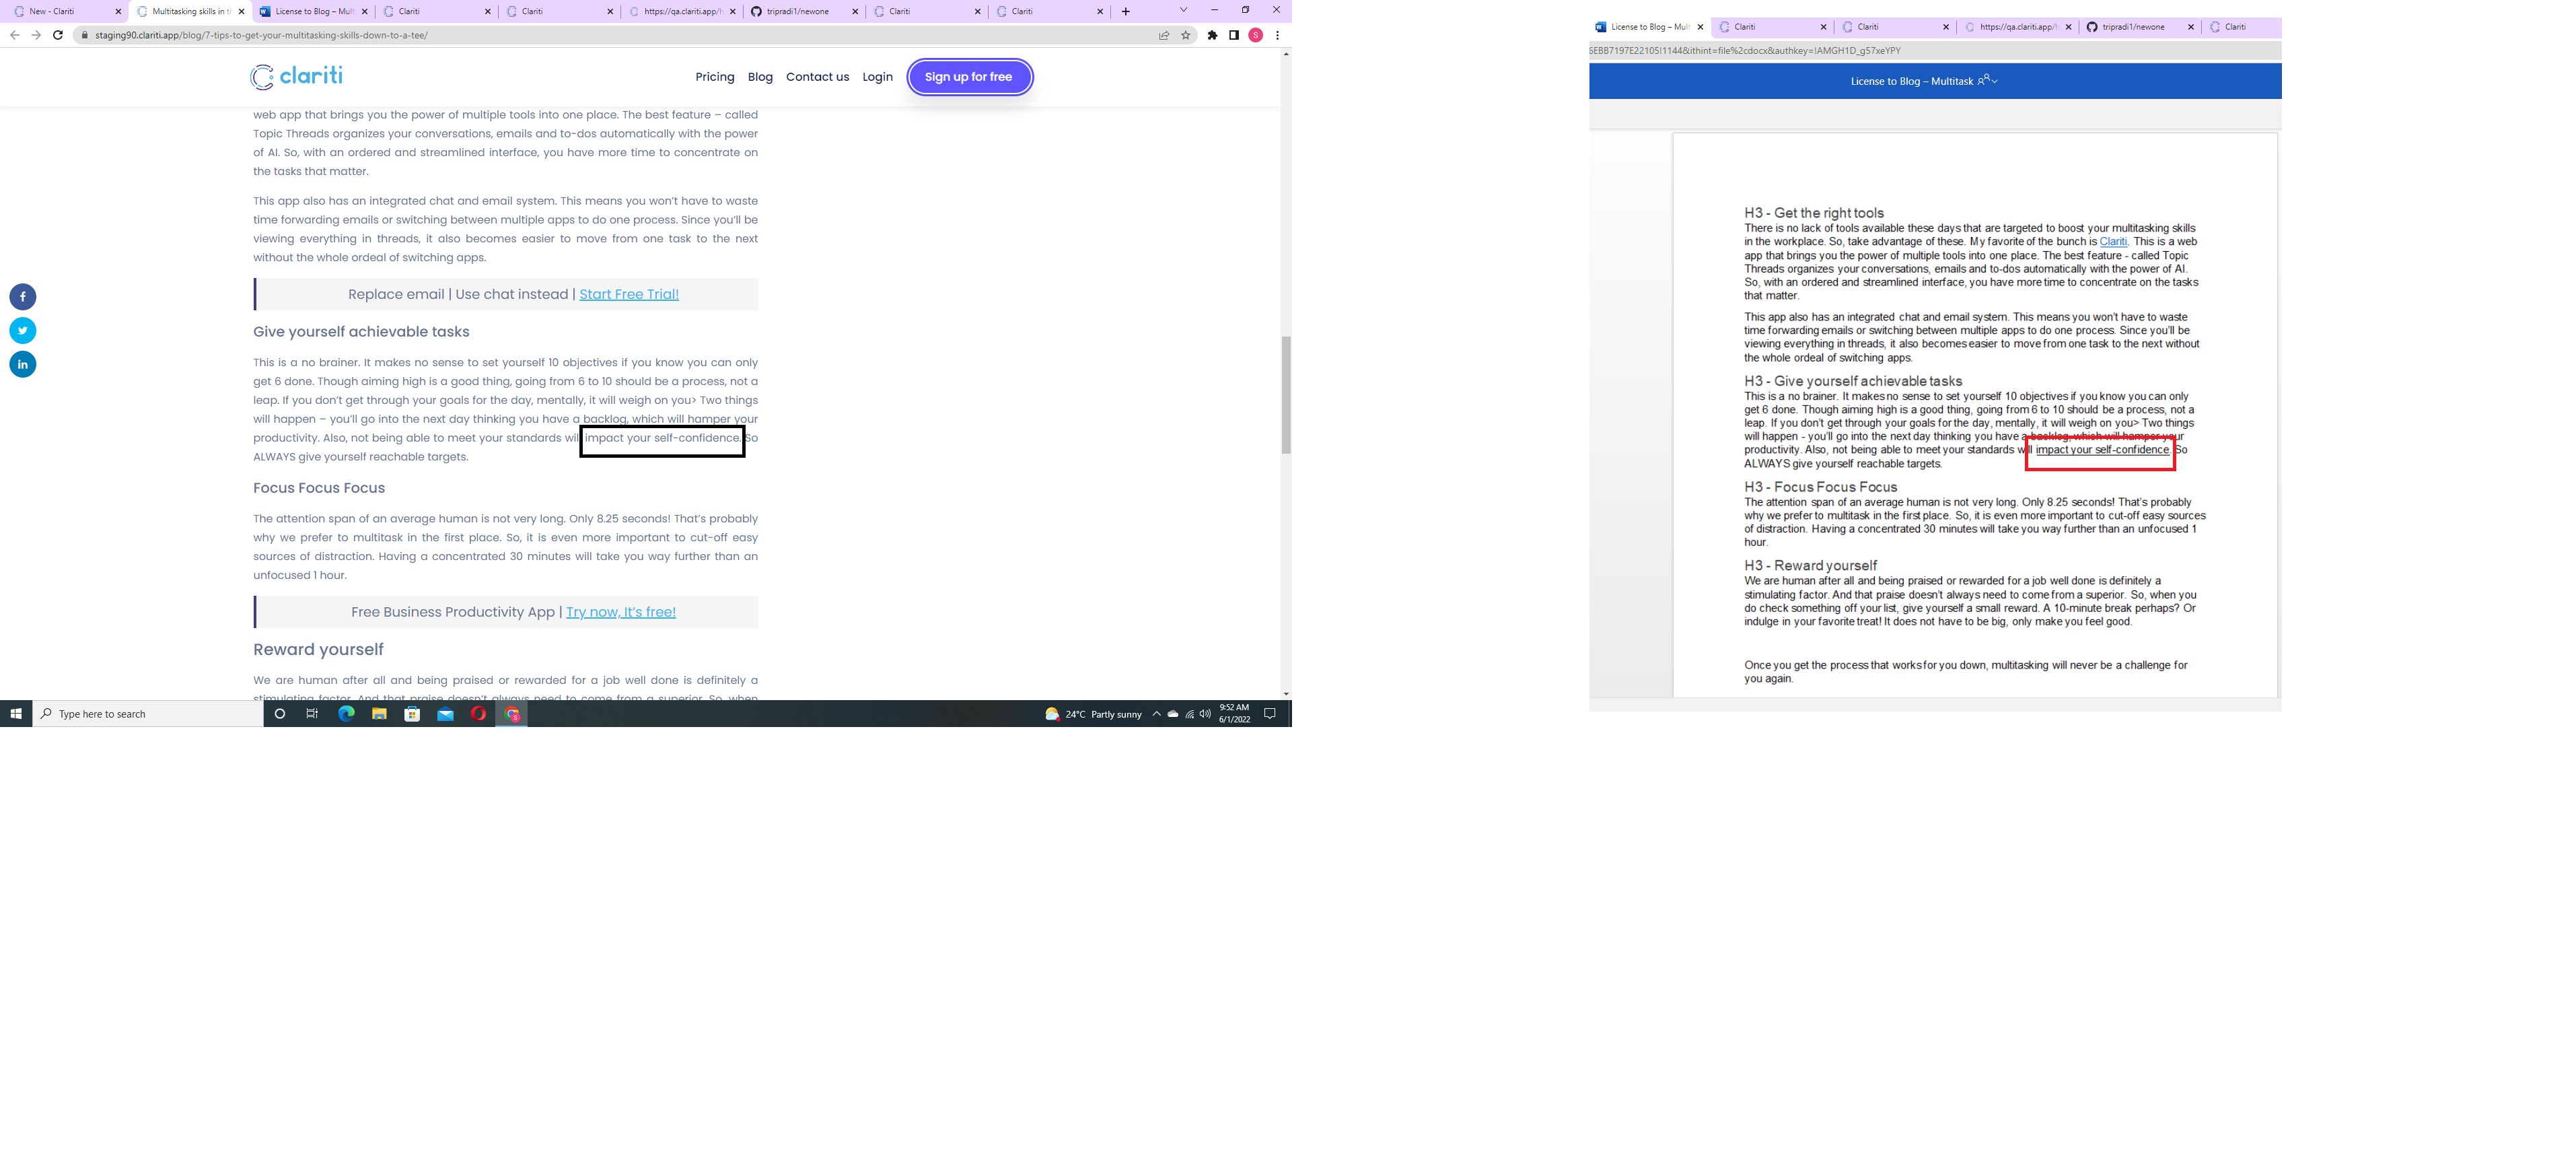 New - Clariti
Multitasking skills in t
License to Blog – Mult
Clariti
Clariti
https://qa.clariti.app/
tripradi1/newone
Clariti
Clariti
staging90.clariti.app/blog/7-tips-to-get-your-multitasking-skills-down-to-a-tee/
S
clariti
Pricing
Blog
Contact us
Login
Sign up for free
web app that brings you the power of multiple tools into one place. The best feature – called
Topic Threads organizes your conversations, emails and to-dos automatically with the power
of AI. So, with an ordered and streamlined interface, you have more time to concentrate on
the tasks that matter.
This app also has an integrated chat and email system. This means you won't have to waste
time forwarding emails or switching between multiple apps to do one process. Since you'll be
viewing everything in threads, it also becomes easier to move from one task to the next
without the whole ordeal of switching apps.
Replace email | Use chat instead | Start Free Trial!
Give yourself achievable tasks
This is a no brainer. It makes no sense to set yourself 10 objectives if you know you can only
get 6 done. Though aiming high is a good thing, going from 6 to 10 should be a process, not a
leap. If you don't get through your goals for the day, mentally, it will weigh on you> Two things
will happen – you'll go into the next day thinking you have a backlog, which will hamper your
productivity. Also, not being able to meet your standards will impact your self-confidence. So
ALWAYS give yourself reachable targets.
Focus Focus Focus
The attention span of an average human is not very long. Only 8.25 seconds! That's probably
why we prefer to multitask in the first place. So, it is even more important to cut-off easy
sources of distraction. Having a concentrated 30 minutes will take you way further than an
unfocused 1 hour.
Free Business Productivity App | Try now, It's free!
Reward yourself
We are human after all and being praised or rewarded for a job well done is definitely a
stimulating factor. And that praise doesn't always need to come from a superior. So, when
Type here to search
24°C Partly sunny
9:52 AM
6/1/2022
License to Blog – Mult
Clariti
Clariti
https://qa.clariti.app/
tripradi1/newone
Clariti
6EBB7197E22105!1144&ithint=file%2cdocx&authkey=!AMGH1D_g57xeYPY
License to Blog – Multitask
H3 - Get the right tools
There is no lack of tools available these days that are targeted to boost your multitasking skills
in the workplace. So, take advantage of these. My favorite of the bunch is Clariti. This is a web
app that brings you the power of multiple tools into one place. The best feature - called Topic
Threads organizes your conversations, emails and to-dos automatically with the power of AI.
So, with an ordered and streamlined interface, you have more time to concentrate on the tasks
that matter.
This app also has an integrated chat and email system. This means you won't have to waste
time forwarding emails or switching between multiple apps to do one process. Since you'll be
viewing everything in threads, it also becomes easier to move from one task to the next without
the whole ordeal of switching apps.
H3 - Give yourself achievable tasks
This is a no brainer. It makes no sense to set yourself 10 objectives if you know you can only
get 6 done. Though aiming high is a good thing, going from 6 to 10 should be a process, not a
leap. If you don't get through your goals for the day, mentally, it will weigh on you> Two things
will happen - you'll go into the next day thinking you have a backlog, which will hamper your
productivity. Also, not being able to meet your standards will impact your self-confidence. So
ALWAYS give yourself reachable targets.
H3 - Focus Focus Focus
The attention span of an average human is not very long. Only 8.25 seconds! That's probably
why we prefer to multitask in the first place. So, it is even more important to cut-off easy sources
of distraction. Having a concentrated 30 minutes will take you way further than an unfocused 1
hour.
H3 - Reward yourself
We are human after all and being praised or rewarded for a job well done is definitely a
stimulating factor. And that praise doesn't always need to come from a superior. So, when you
do check something off your list, give yourself a small reward. A 10-minute break perhaps? Or
indulge in your favorite treat! It does not have to be big, only make you feel good.
Once you get the process that works for you down, multitasking will never be a challenge for
you again.